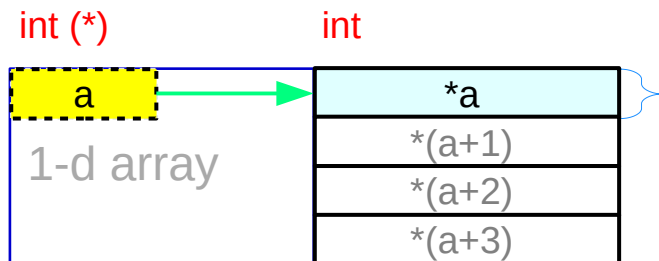 int (*) int
a *a
*(a+1)
1-d array
*(a+2)
*(a+3)